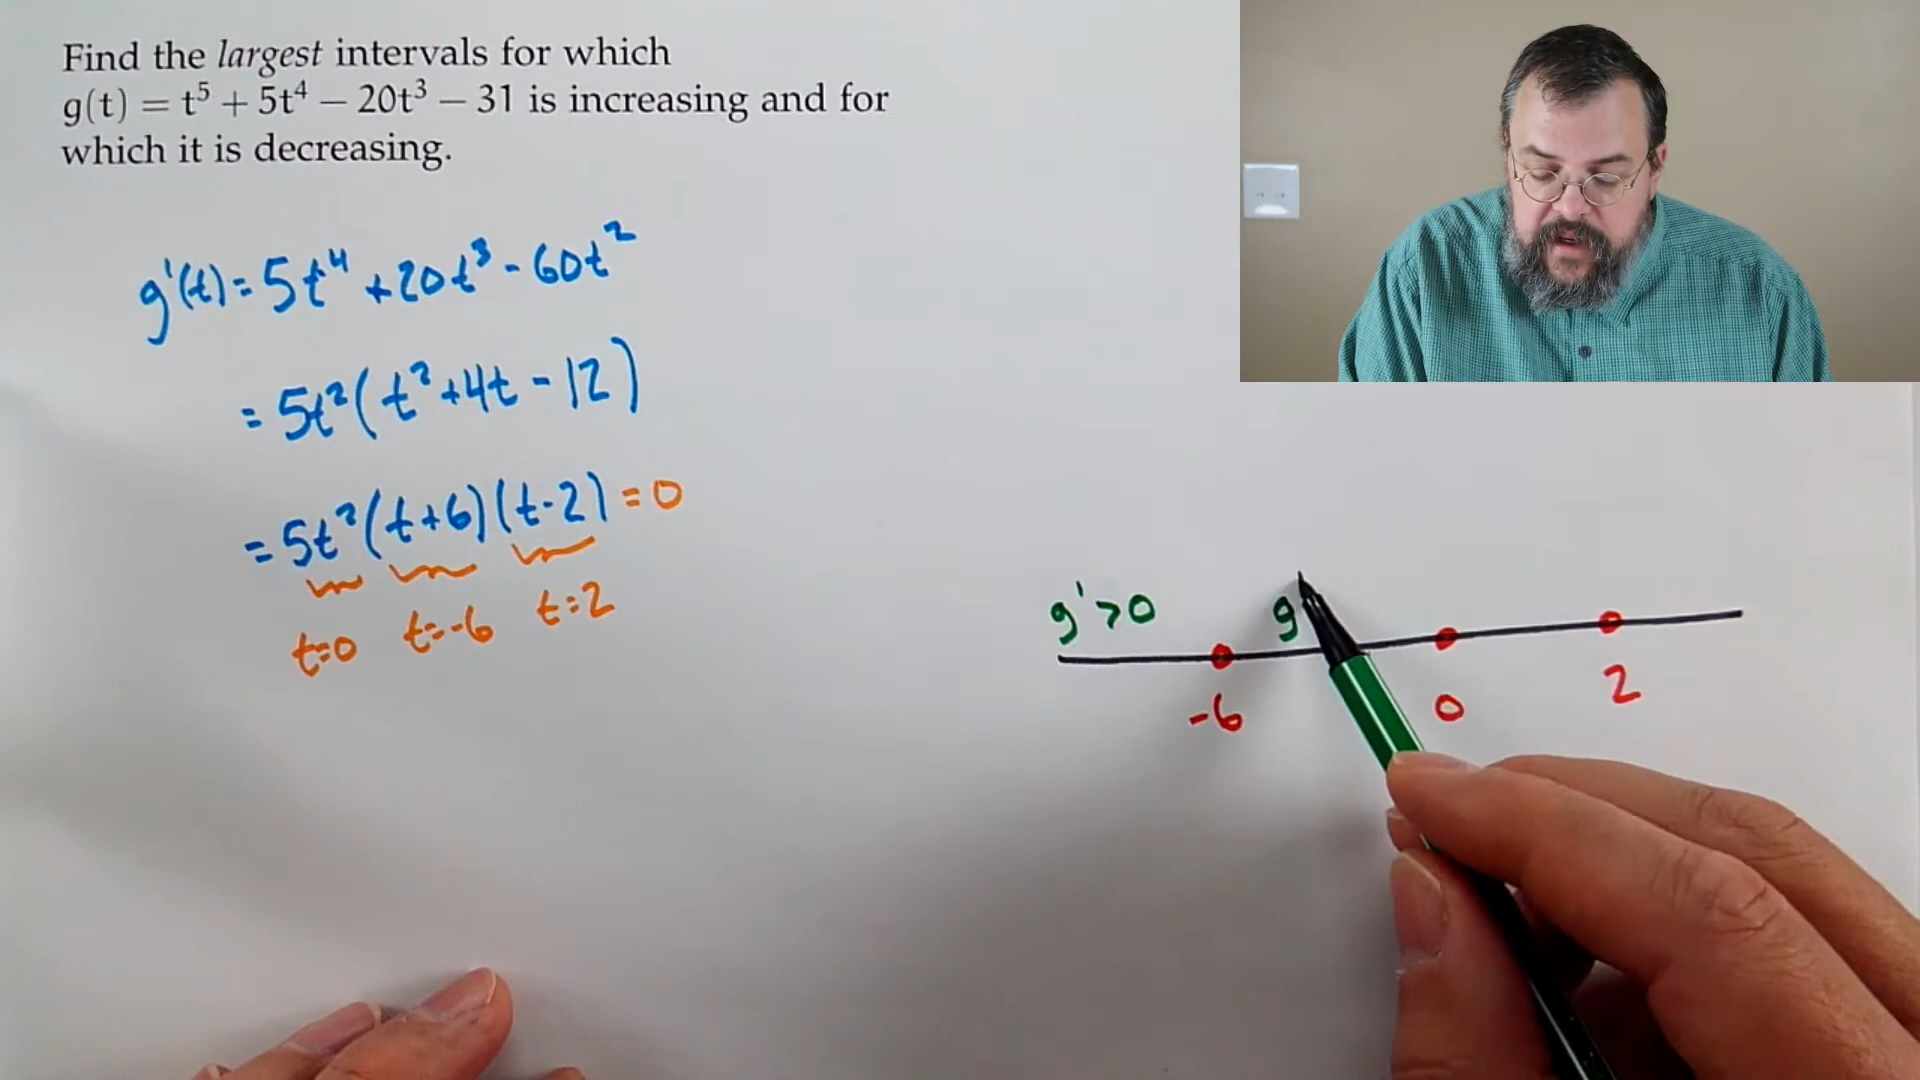 Find the largest intervals for which
g(t) = t⁵ + 5t⁴ − 20t³ − 31 is increasing and for
which it is decreasing.
g'(t) = 5t⁴ + 20t³ - 60t²
= 5t²(t² + 4t - 12)
= 5t²(t+6)(t-2) = 0
t=0 t=-6 t=2
g'>0 g
-6 0 2